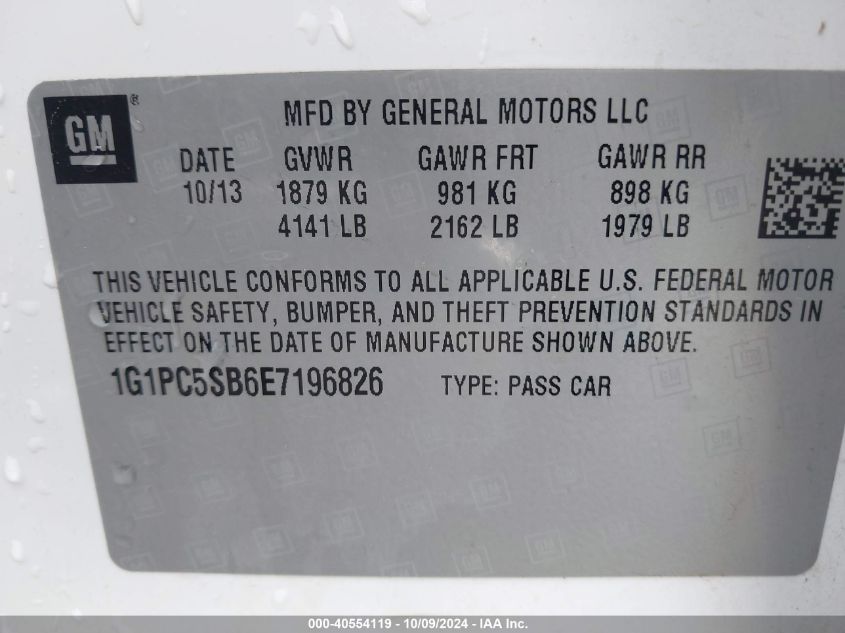 GM ®
MFD BY GENERAL MOTORS LLC
DATE GVWR GAWR FRT GAWR RR
10/13 1879 KG 981 KG 898 KG
4141 LB 2162 LB 1979 LB
THIS VEHICLE CONFORMS TO ALL APPLICABLE U.S. FEDERAL MOTOR
VEHICLE SAFETY, BUMPER, AND THEFT PREVENTION STANDARDS IN
EFFECT ON THE DATE OF MANUFACTURE SHOWN ABOVE.
1G1PC5SB6E7196826 TYPE: PASS CAR
000-40554119 - 10/09/2024 - IAA Inc.